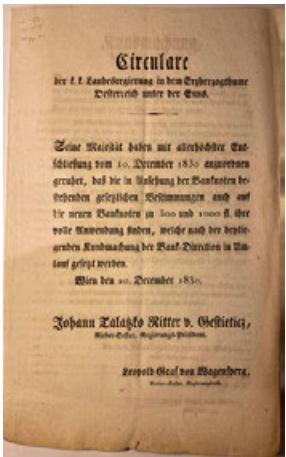 Circulare
der k. k. Landesregierung in dem Erzherzogthume
Oesterreich unter der Enns.
Seine Majestät haben mit allerhöchster Ent-
schließung vom 10. December 1830 anzuordnen
geruhet, daß die in Ansehung der Banknoten be-
stehenden gesetzlichen Bestimmungen auch auf
die neuen Banknoten zu 500 und 1000 fl. ihre
volle Anwendung finden, welche nach der beylie-
genden Kundmachung der Bank-Direction in Um-
lauf gesetzt werden.
Wien den 20. December 1830.
Johann Talatzko Ritter v. Gestieticz,
Nieder-Oester. Regierungs-Präsident.
Leopold Graf von Wagensperg,
Nieder-Oester. Regierungsrath.